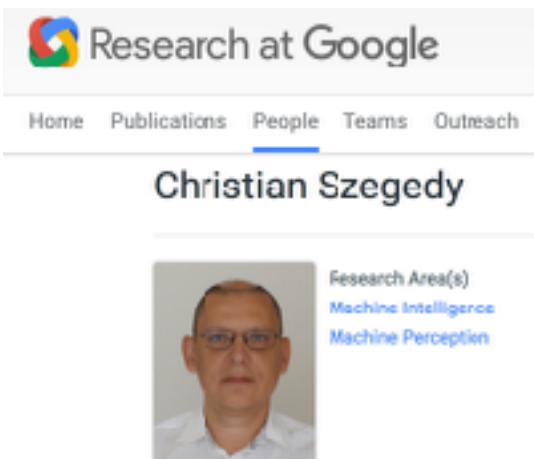 Research at Google
Home Publications People Teams Outreach
Christian Szegedy
Research Area(s)
Machine Intelligence
Machine Perception